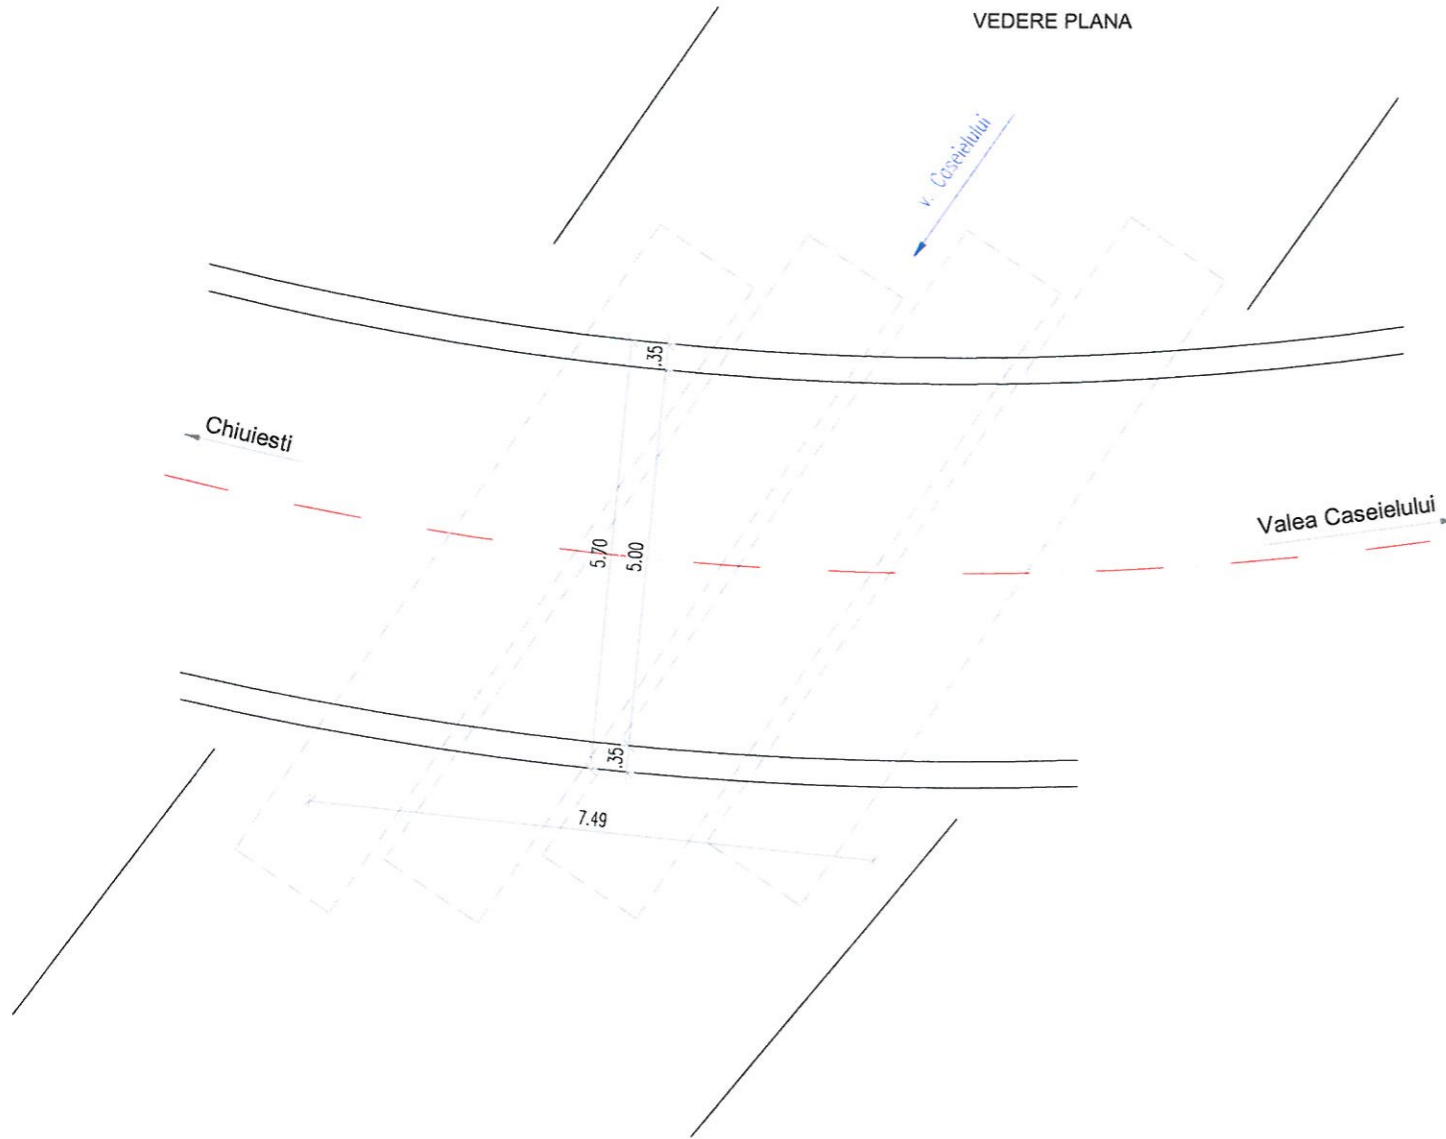 VEDERE PLANA
v. Caseielului
.35
Chiuiesti
Valea Caseielului
5.70
5.00
.35
7.49